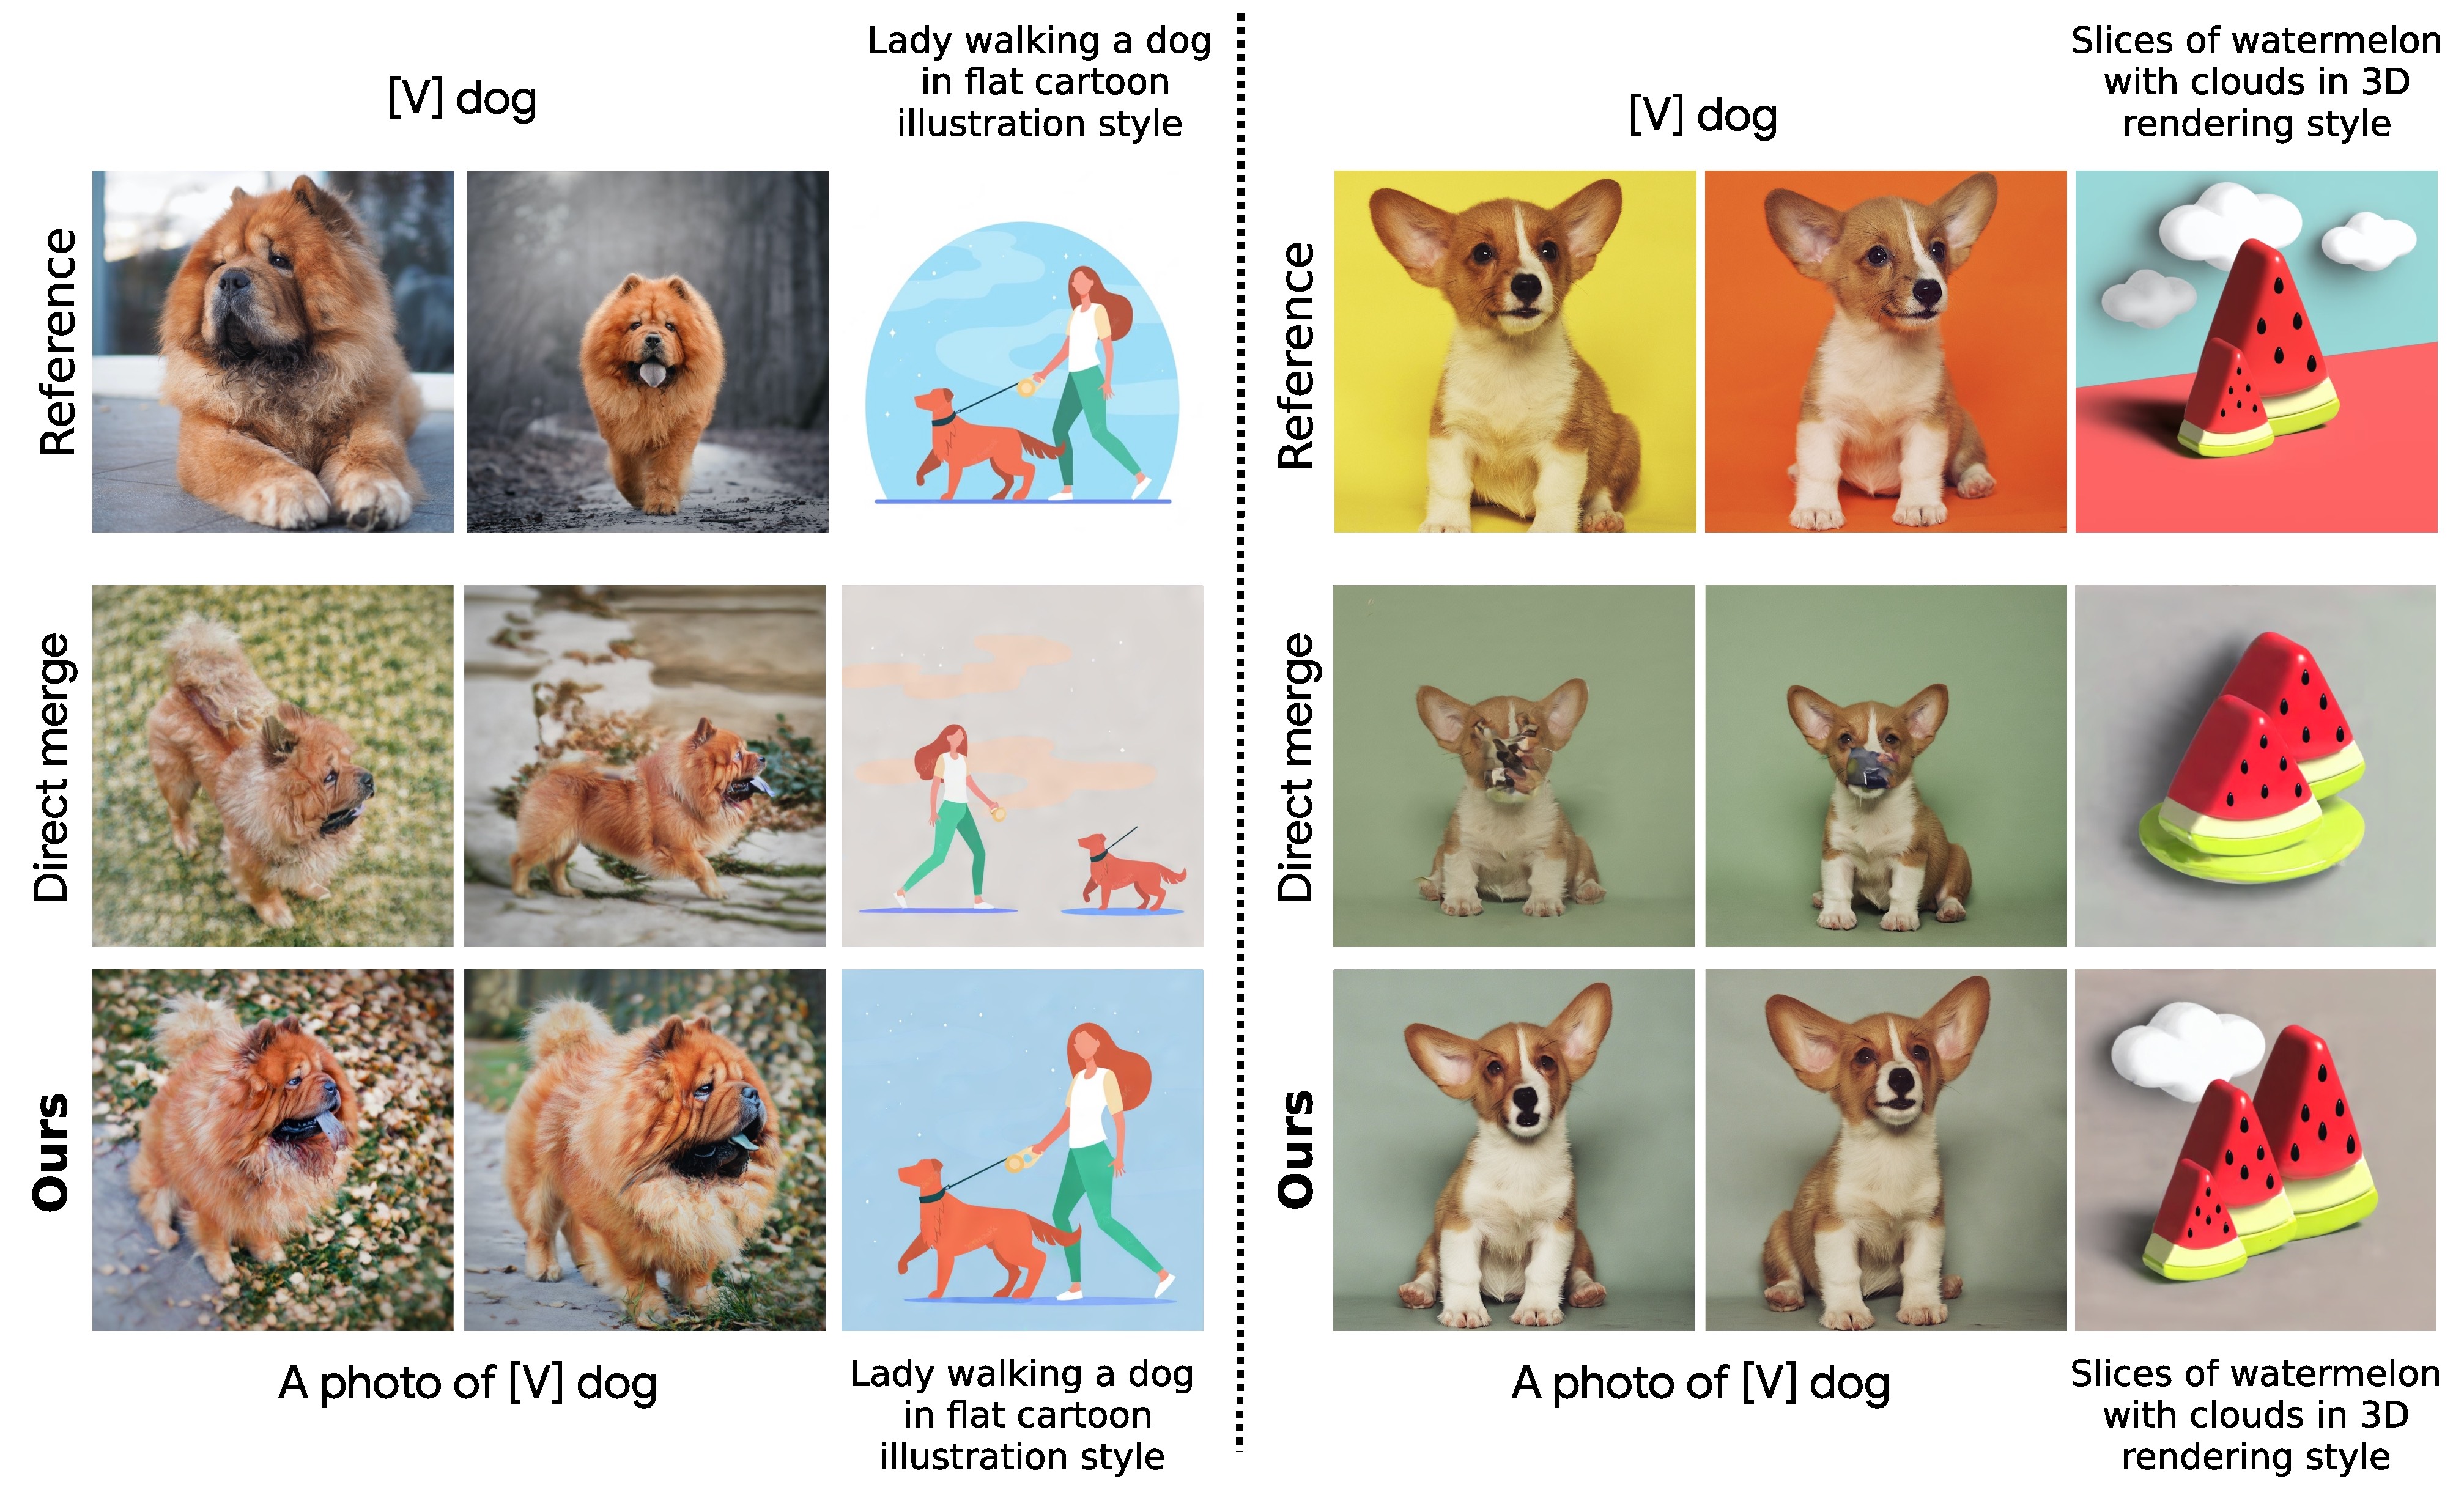 [V] dog
Lady walking a dog
in flat cartoon
illustration style
Reference
Direct merge
Ours
A photo of [V] dog
Lady walking a dog
in flat cartoon
illustration style
[V] dog
Slices of watermelon
with clouds in 3D
rendering style
Reference
Direct merge
Ours
A photo of [V] dog
Slices of watermelon
with clouds in 3D
rendering style